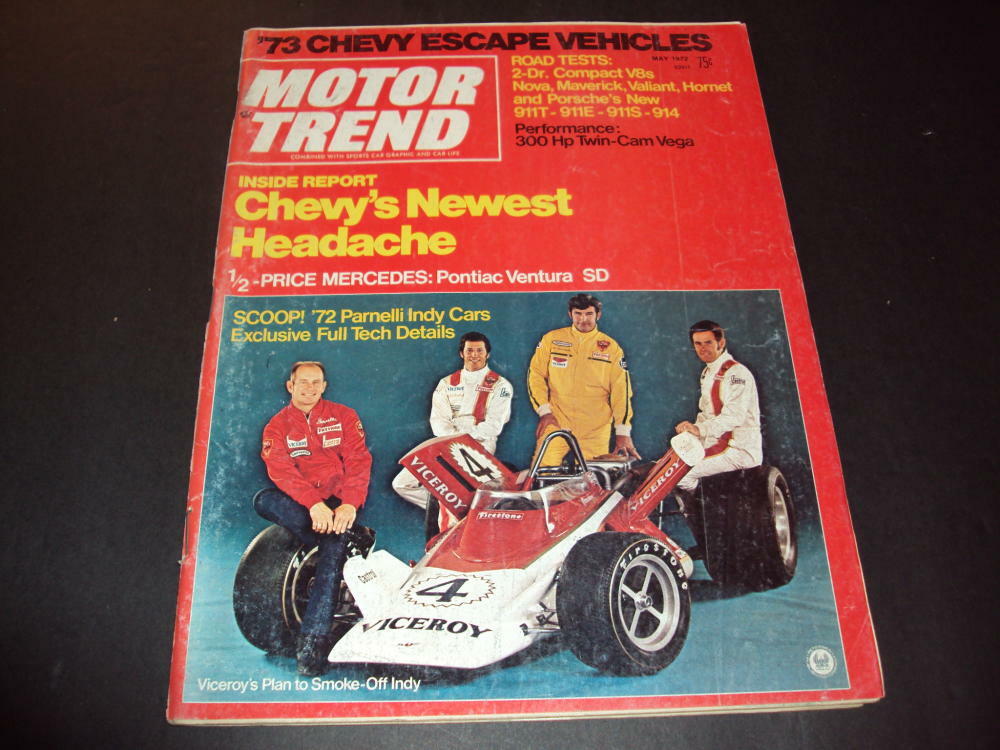 '73 CHEVY ESCAPE VEHICLES
MAY 1972
75¢
MOTOR
TREND
COMBINED WITH SPORTS CAR GRAPHIC AND CAR LIFE
ROAD TESTS:
2-Dr. Compact V8s
Nova, Maverick, Valiant, Hornet
and Porsche's New
911T - 911E - 911S - 914
Performance:
300 Hp Twin-Cam Vega
INSIDE REPORT
Chevy's Newest
Headache
1/2-PRICE MERCEDES: Pontiac Ventura SD
SCOOP! '72 Parnelli Indy Cars
Exclusive Full Tech Details
4
VICEROY
VICEROY
Firestone
Firestone
Castrol
4
VICEROY
Viceroy's Plan to Smoke-Off Indy